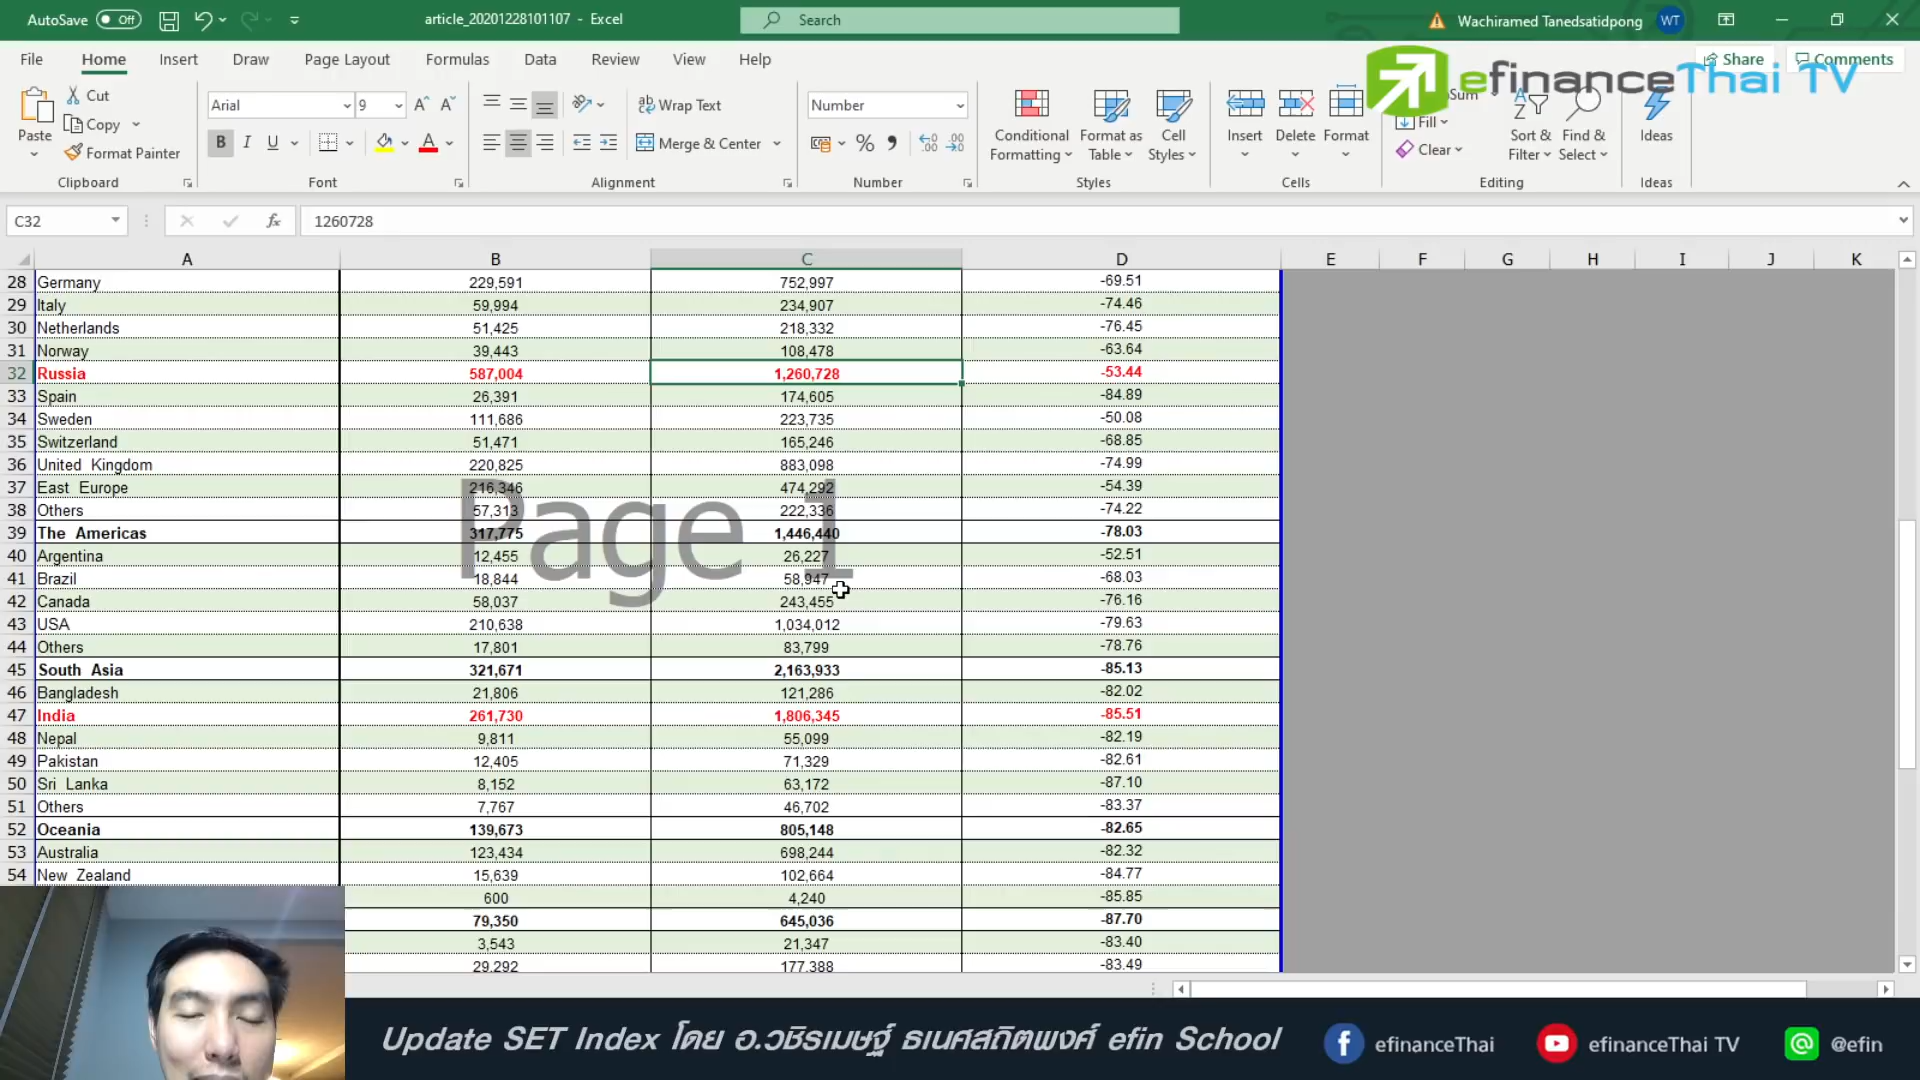 AutoSave Off article_20201228101107 - Excel Search Wachiramed Tanedsatidpong WT
File Home Insert Draw Page Layout Formulas Data Review View Help Share Comments
efinanceThai TV
Paste Cut Copy Format Painter Clipboard
Arial 9 B I U A Font
Wrap Text Merge & Center Alignment
Number % Number
Conditional Formatting Format as Table Cell Styles Styles
Insert Delete Format Cells
Sum Fill Clear Sort & Filter Find & Select Editing
Ideas Ideas
C32 fx 1260728
A B C D E F G H I J K
28 Germany 229,591 752,997 -69.51
29 Italy 59,994 234,907 -74.46
30 Netherlands 51,425 218,332 -76.45
31 Norway 39,443 108,478 -63.64
32 Russia 587,004 1,260,728 -53.44
33 Spain 26,391 174,605 -84.89
34 Sweden 111,686 223,735 -50.08
35 Switzerland 51,471 165,246 -68.85
36 United Kingdom 220,825 883,098 -74.99
37 East Europe 216,346 474,292 -54.39
38 Others 57,313 222,336 -74.22
Page 1
39 The Americas 317,775 1,446,440 -78.03
40 Argentina 12,455 26,227 -52.51
41 Brazil 18,844 58,947 -68.03
42 Canada 58,037 243,455 -76.16
43 USA 210,638 1,034,012 -79.63
44 Others 17,801 83,799 -78.76
45 South Asia 321,671 2,163,933 -85.13
46 Bangladesh 21,806 121,286 -82.02
47 India 261,730 1,806,345 -85.51
48 Nepal 9,811 55,099 -82.19
49 Pakistan 12,405 71,329 -82.61
50 Sri Lanka 8,152 63,172 -87.10
51 Others 7,767 46,702 -83.37
52 Oceania 139,673 805,148 -82.65
53 Australia 123,434 698,244 -82.32
54 New Zealand 15,639 102,664 -84.77
600 4,240 -85.85
79,350 645,036 -87.70
3,543 21,347 -83.40
29,292 177,388 -83.49
Update SET Index โดย อ.วชิรเมษฐ์ ธเนศสถิตพงศ์ efin School efinanceThai efinanceThai TV @efin